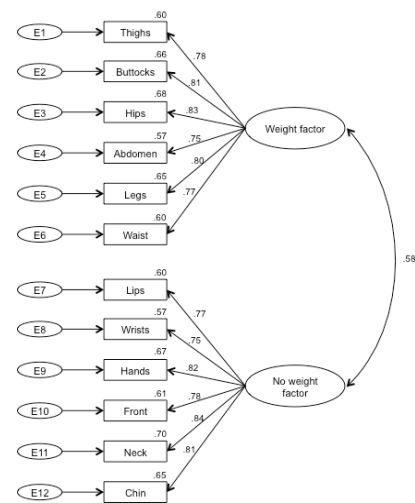 .60
E1 Thighs
.78
.66
E2 Buttocks
.81
.68
E3 Hips
.83
Weight factor
.57
E4 Abdomen
.75
.65
E5 Legs
.80
.60
E6 Waist
.77
.58
.60
E7 Lips
.77
.57
E8 Wrists
.75
.67
E9 Hands
.82
No weight
factor
.61
E10 Front
.78
.70
E11 Neck
.84
.65
E12 Chin
.81